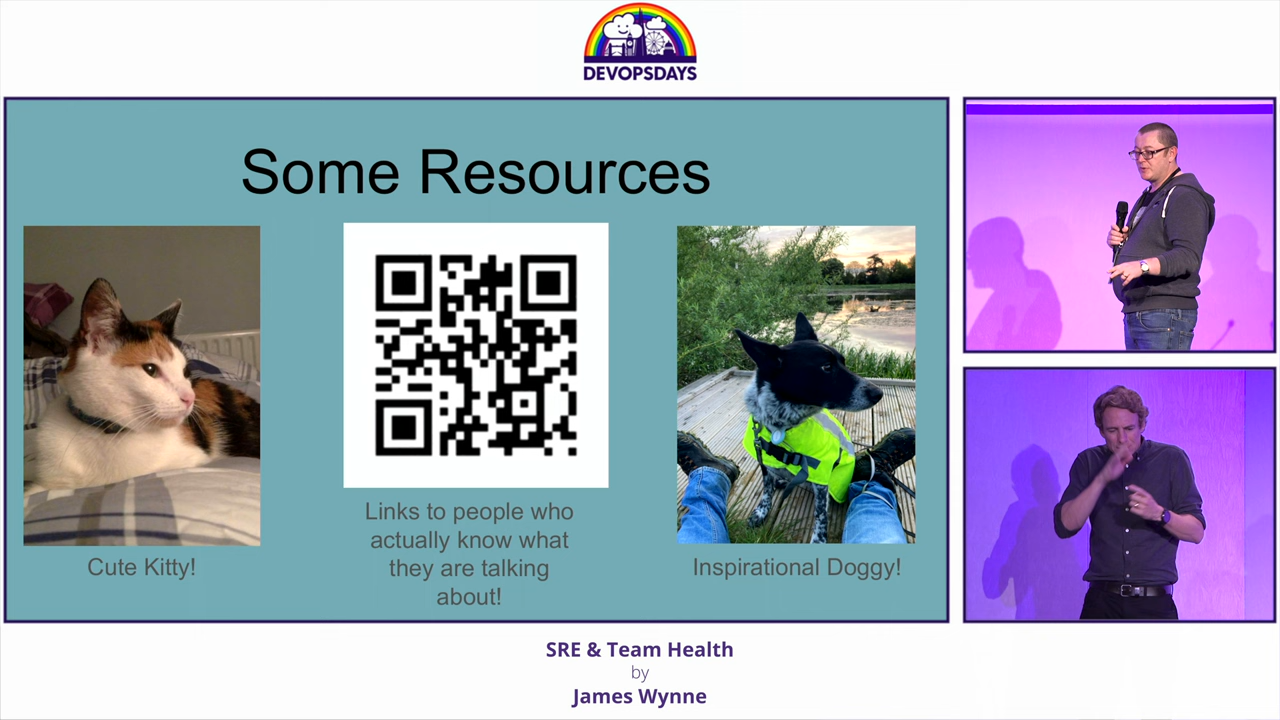 DEVOPSDAYS
Some Resources
Cute Kitty!
Links to people who
actually know what
they are talking
about!
Inspirational Doggy!
SRE & Team Health
by
James Wynne